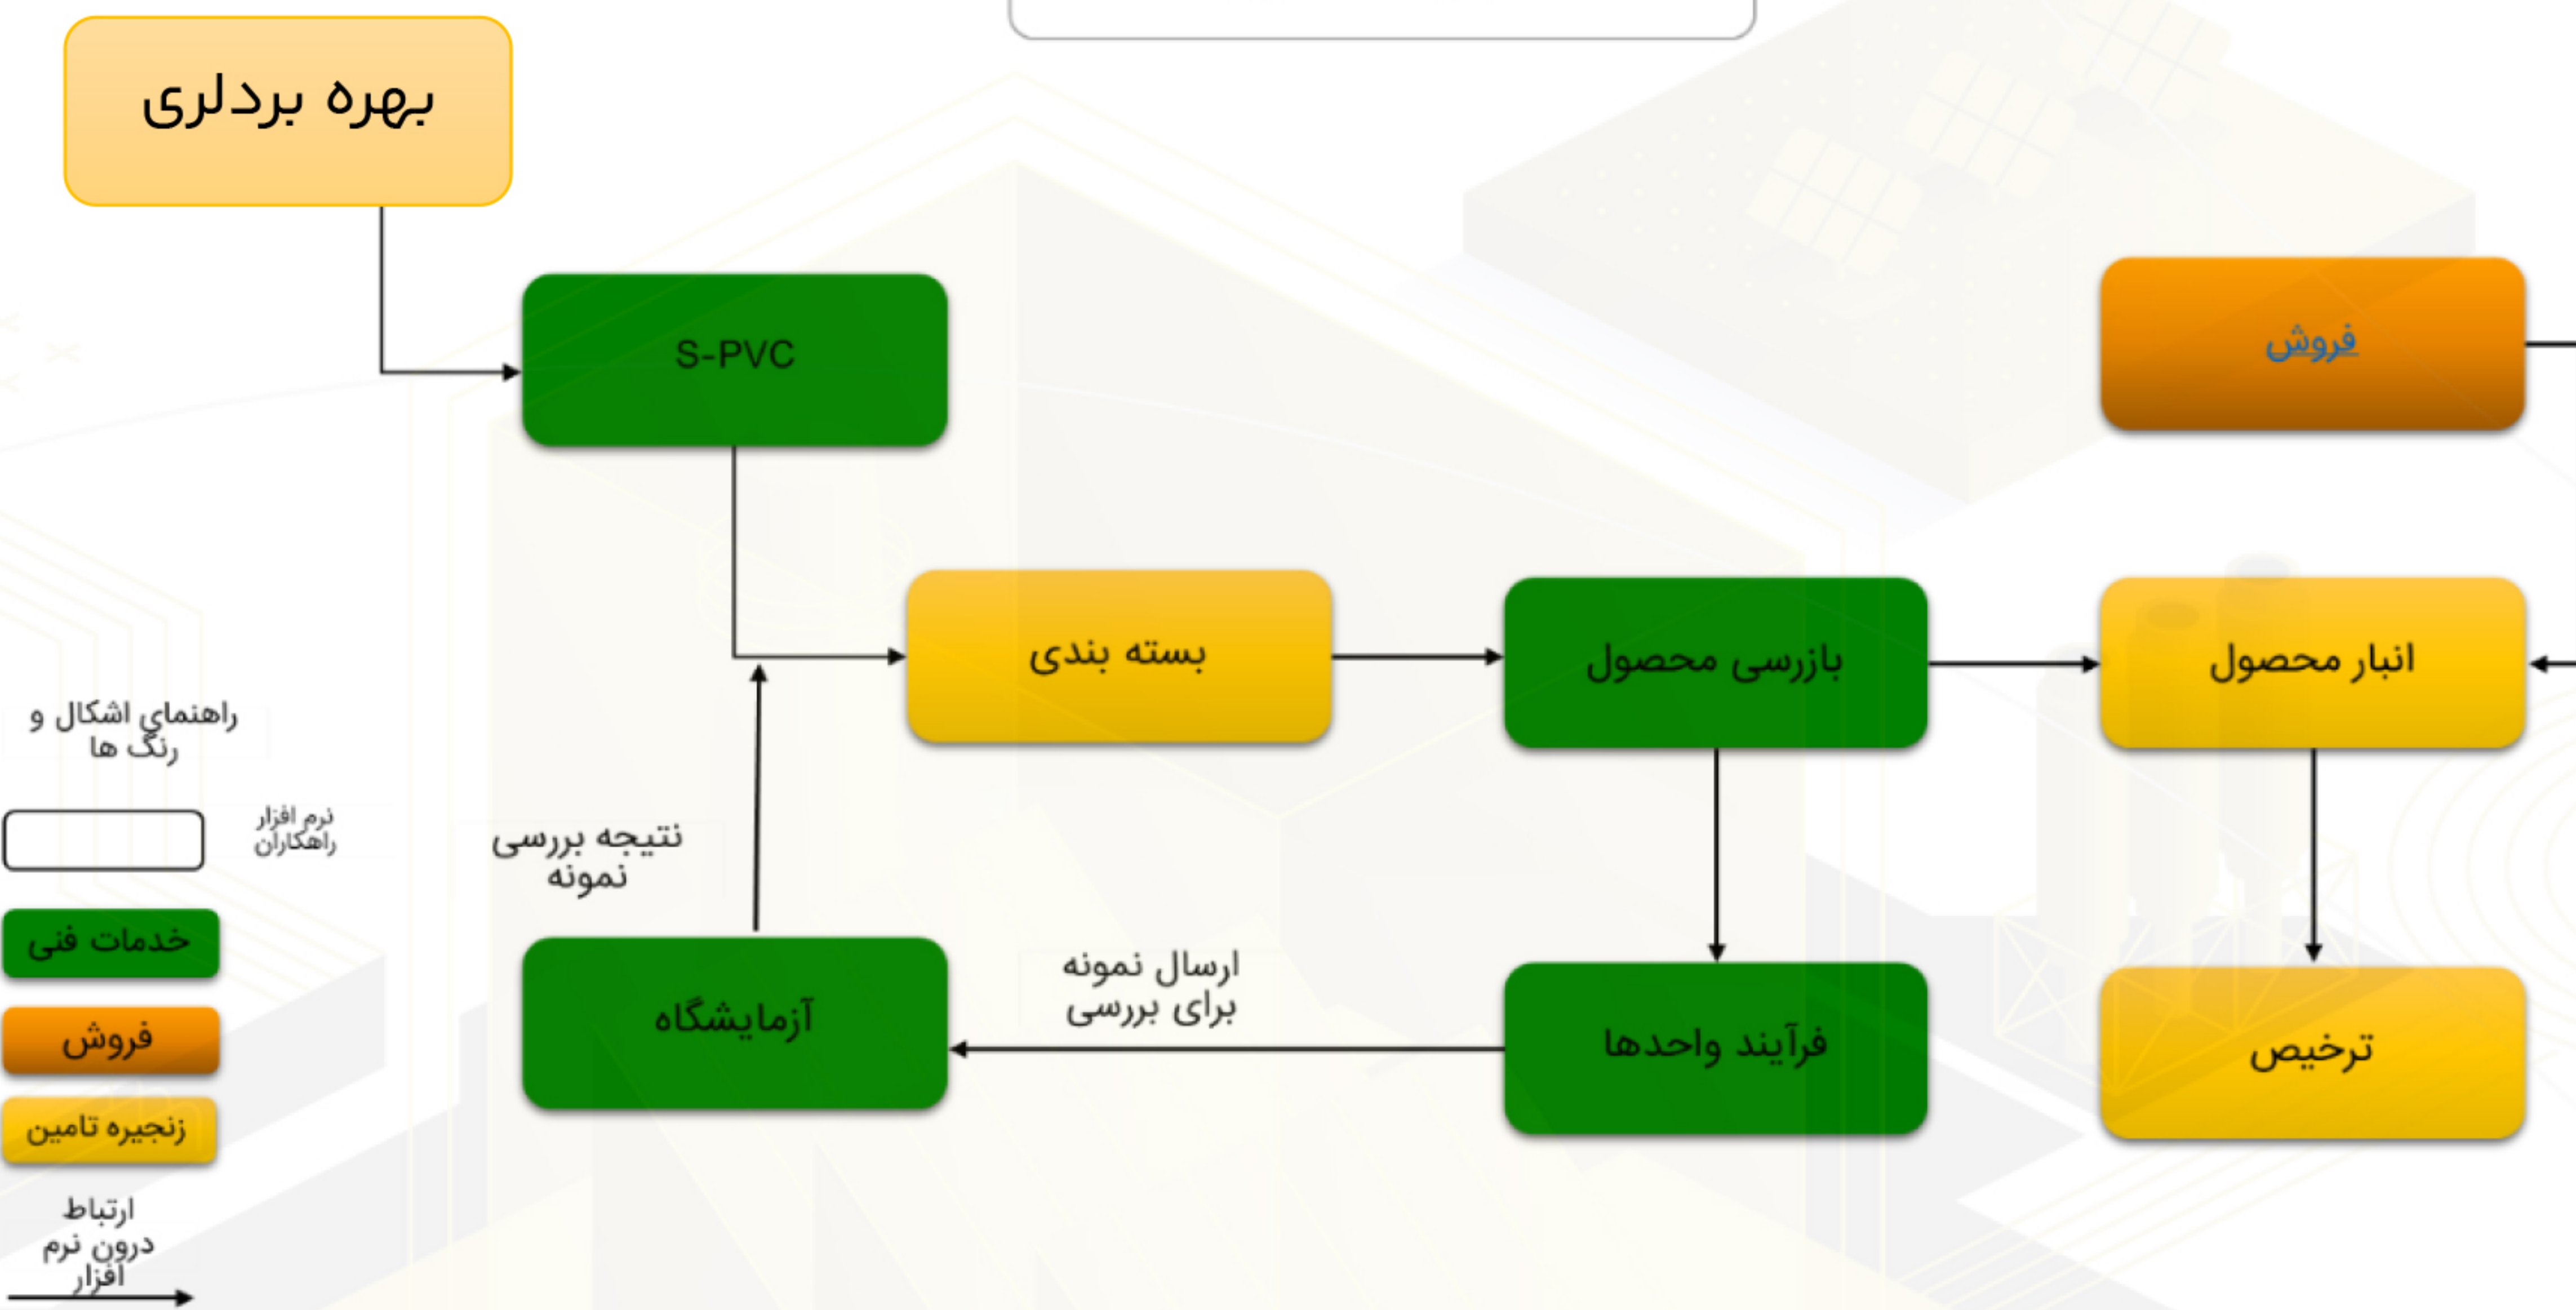 بهره بردلری
S-PVC
فروش
بسته بندی
بازرسی محصول
انبار محصول
راهنمای اشکال و
رنگ ها
نرم افزار
راهکاران
نتیجه بررسی
نمونه
خدمات فنی
آزمایشگاه
ارسال نمونه
برای بررسی
فرآیند واحدها
ترخیص
فروش
زنجیره تامین
ارتباط
درون نرم
افزار